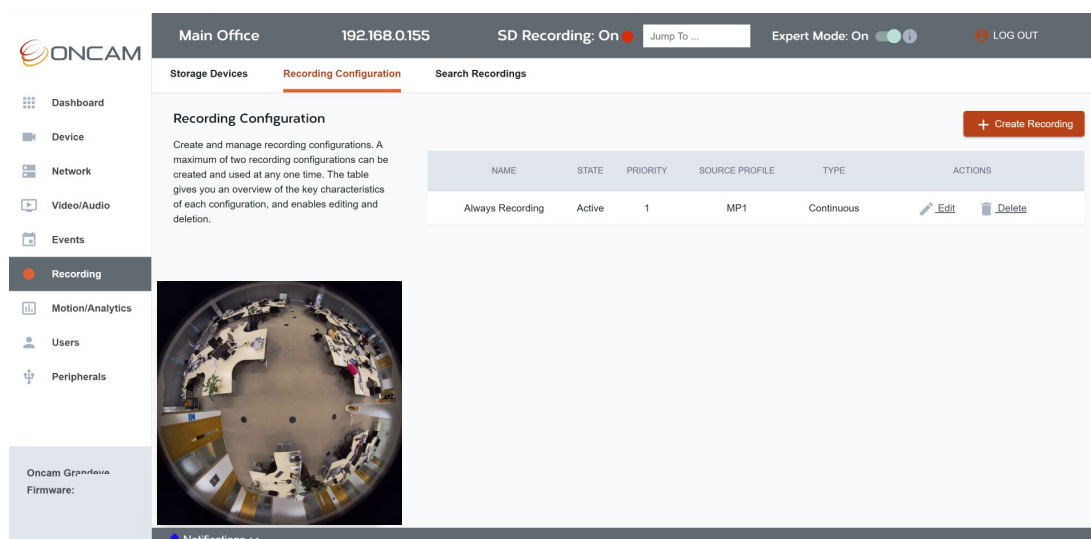 ONCAM
Main Office
192.168.0.155
SD Recording: On
Jump To ...
Expert Mode: On
i
LOG OUT
Storage Devices
Recording Configuration
Search Recordings
Dashboard
Device
Network
Video/Audio
Events
Recording
Motion/Analytics
Users
Peripherals
Oncam Grandeye
Firmware:
Recording Configuration
Create and manage recording configurations. A
maximum of two recording configurations can be
created and used at any one time. The table
gives you an overview of the key characteristics
of each configuration, and enables editing and
deletion.
+ Create Recording
NAME STATE PRIORITY SOURCE PROFILE TYPE ACTIONS
Always Recording Active 1 MP1 Continuous Edit Delete
Notifications